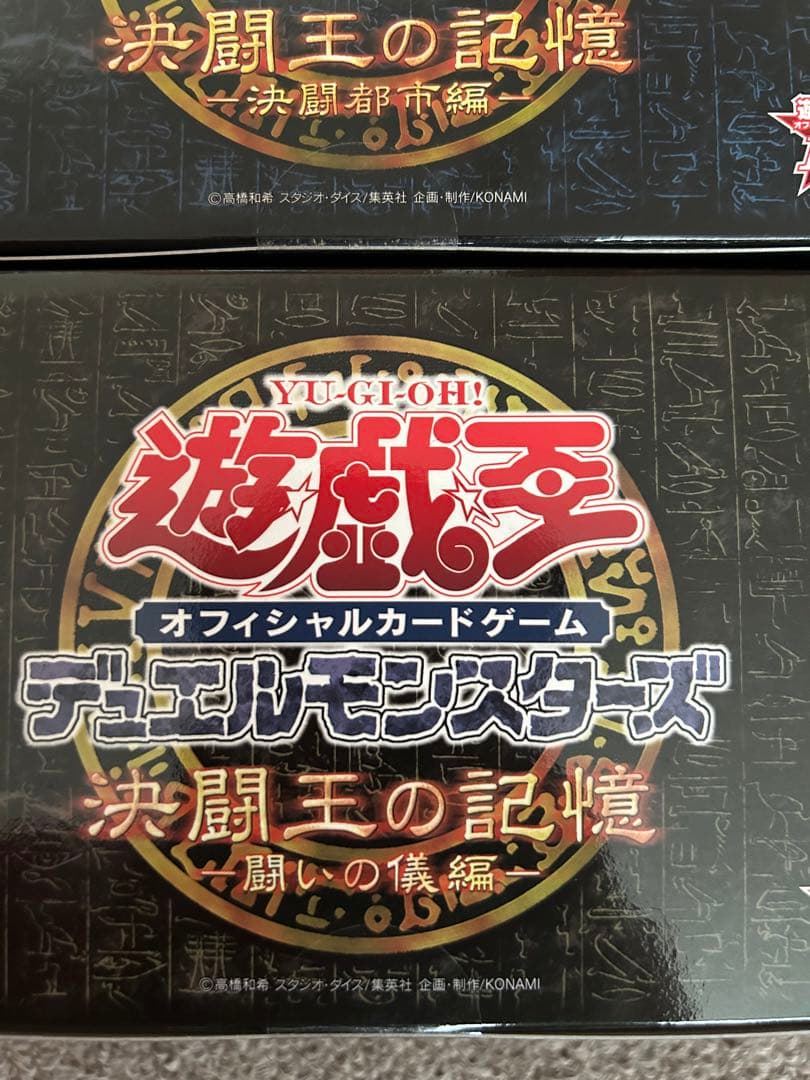 決闘王の記憶
－決闘都市編－
©高橋和希 スタジオ・ダイス/集英社 企画・制作/KONAMI
YU-GI-OH!
遊☆戯☆王
オフィシャルカードゲーム
デュエルモンスターズ
決闘王の記憶
－闘いの儀編－
©高橋和希 スタジオ・ダイス/集英社 企画・制作/KONAMI